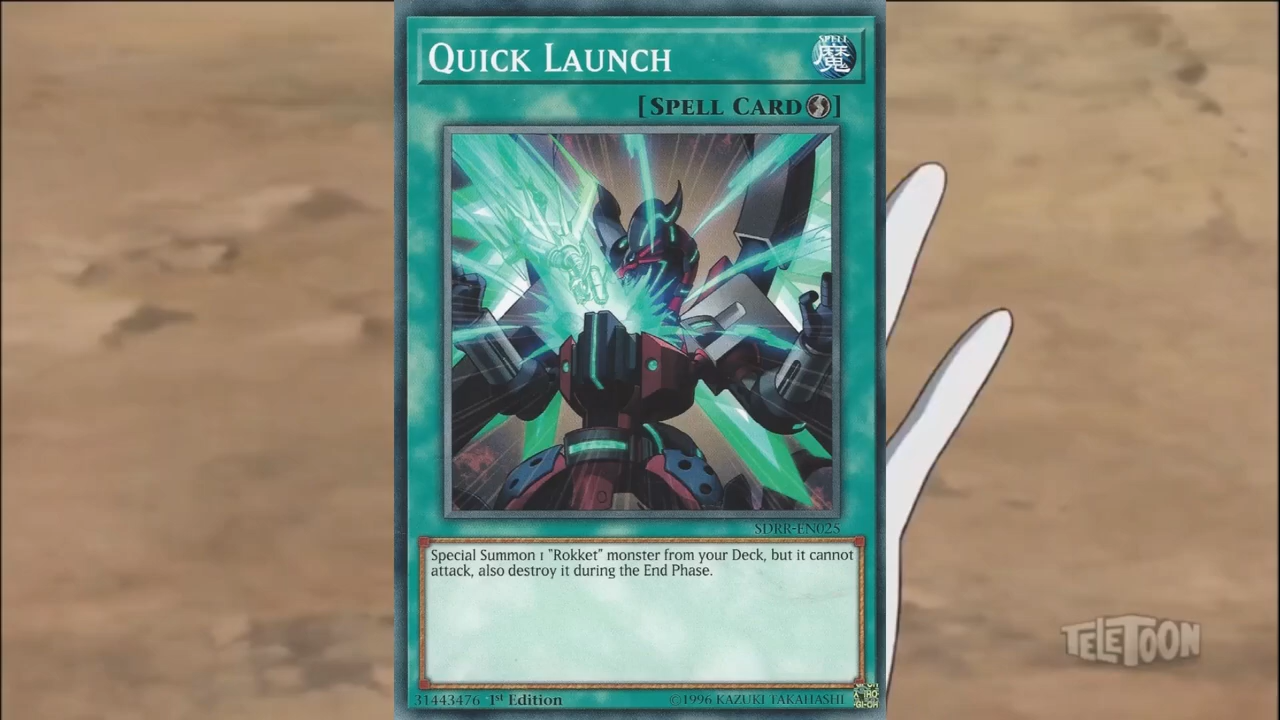 QUICK LAUNCH
SPELL
魔
[SPELL CARD]
SDRR-EN025
Special Summon 1 "Rokket" monster from your Deck, but it cannot
attack, also destroy it during the End Phase.
31443476 1st Edition ©1996 KAZUKI TAKAHASHI
TELETOON